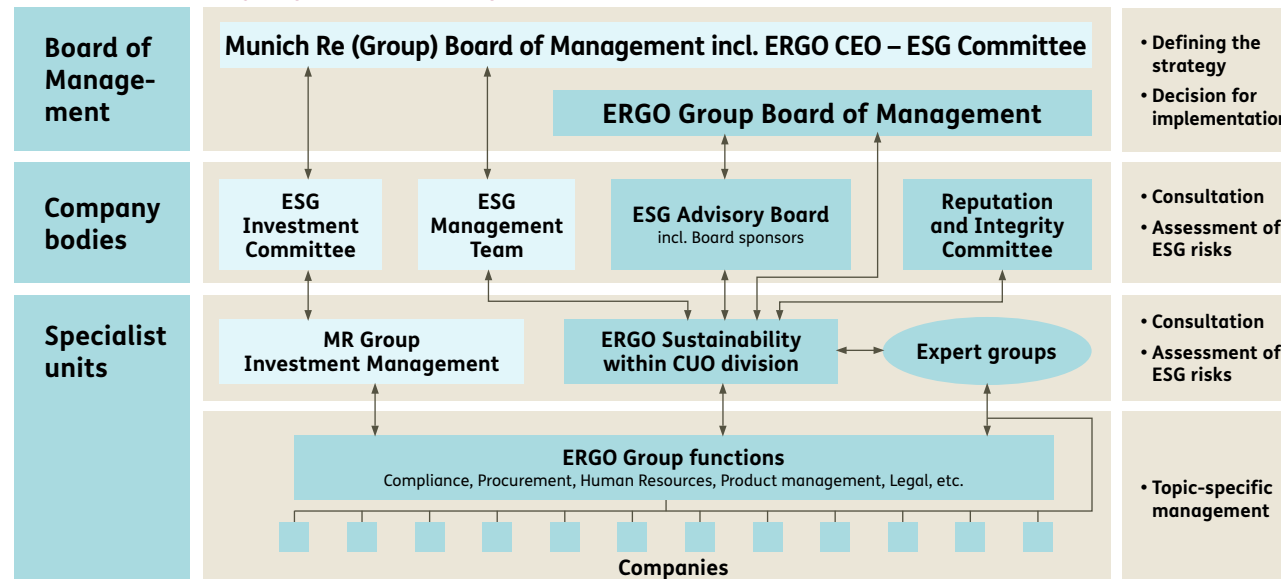 Board of
Manage-
ment
Munich Re (Group) Board of Management incl. ERGO CEO – ESG Committee
ERGO Group Board of Management
• Defining the
strategy
• Decision for
implementation
Company
bodies
ESG
Investment
Committee
ESG
Management
Team
ESG Advisory Board
incl. Board sponsors
Reputation
and Integrity
Committee
• Consultation
• Assessment of
ESG risks
Specialist
units
MR Group
Investment Management
ERGO Sustainability
within CUO division
Expert groups
• Consultation
• Assessment of
ESG risks
ERGO Group functions
Compliance, Procurement, Human Resources, Product management, Legal, etc.
Companies
• Topic-specific
management